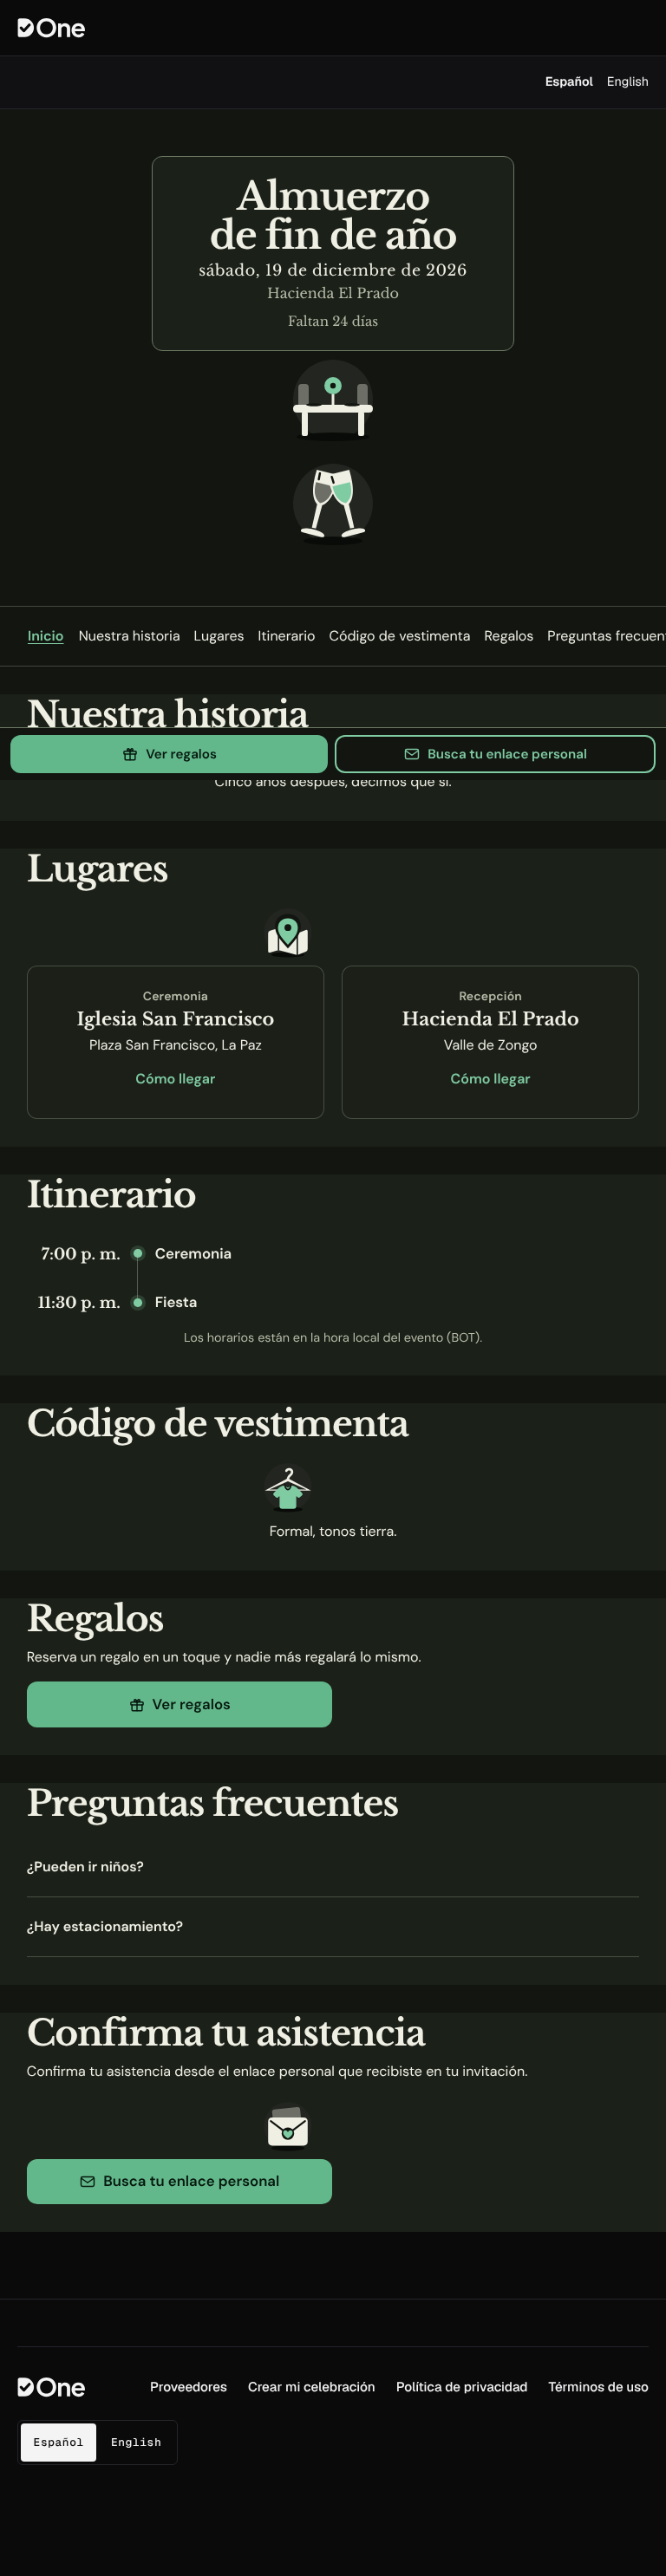 One
Español English
Almuerzo
de fin de año
sábado, 19 de diciembre de 2026
Hacienda El Prado
Faltan 24 días
Inicio Nuestra historia Lugares Itinerario Código de vestimenta Regalos Preguntas
Nuestra historia
Ver regalos Busca tu enlace personal
Cinco años después, decimos que sí.
Lugares
Ceremonia
Iglesia San Francisco
Plaza San Francisco, La Paz
Cómo llegar
Recepción
Hacienda El Prado
Valle de Zongo
Cómo llegar
Itinerario
7:00 p. m. Ceremonia
11:30 p. m. Fiesta
Los horarios están en la hora local del evento (BOT).
Código de vestimenta
Formal, tonos tierra.
Regalos
Reserva un regalo en un toque y nadie más regalará lo mismo.
Ver regalos
Preguntas frecuentes
¿Pueden ir niños?
¿Hay estacionamiento?
Confirma tu asistencia
Confirma tu asistencia desde el enlace personal que recibiste en tu invitación.
Busca tu enlace personal
One
Proveedores Crear mi celebración Política de privacidad Términos de uso
Español English